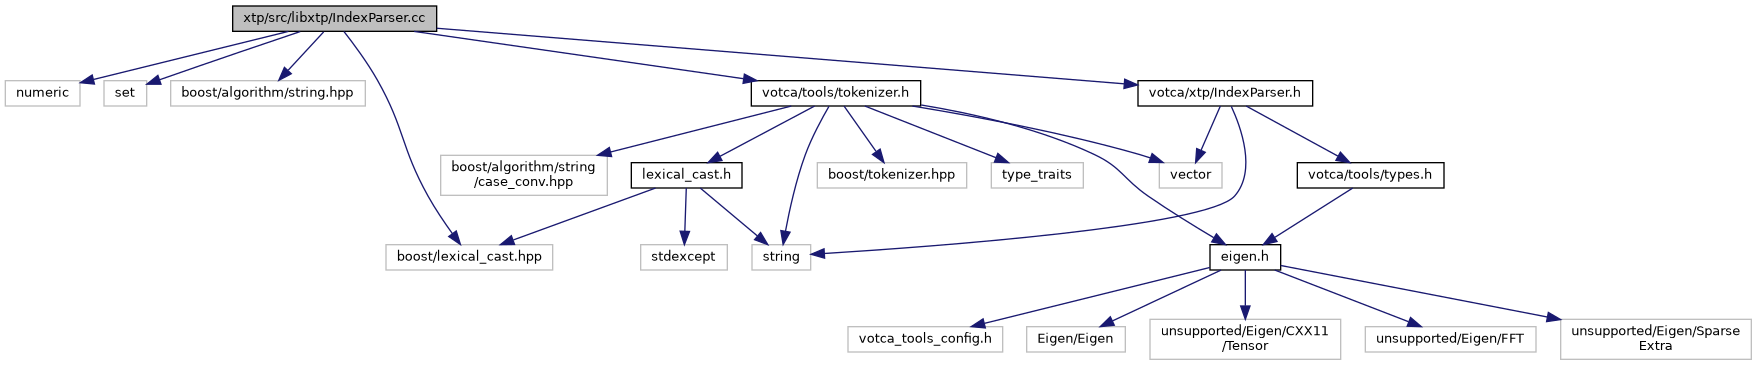 xtp/src/libxtp/IndexParser.cc
numeric
set
boost/algorithm/string.hpp
votca/tools/tokenizer.h
votca/xtp/IndexParser.h
boost/algorithm/string
/case_conv.hpp
lexical_cast.h
boost/tokenizer.hpp
type_traits
vector
votca/tools/types.h
boost/lexical_cast.hpp
stdexcept
string
eigen.h
votca_tools_config.h
Eigen/Eigen
unsupported/Eigen/CXX11
/Tensor
unsupported/Eigen/FFT
unsupported/Eigen/Sparse
Extra